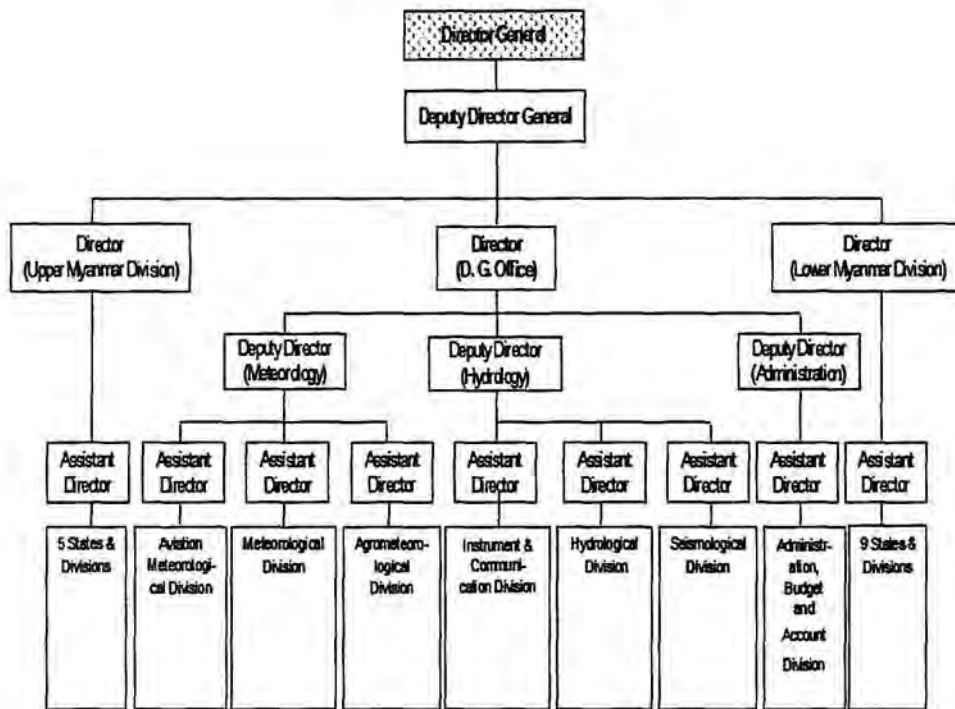 Director General
Deputy Director General
Director
(Upper Myanmar Division)
Director
(D. G. Office)
Director
(Lower Myanmar Division)
Deputy Director
(Meteorology)
Deputy Director
(Hydrology)
Deputy Director
(Administration)
Assistant
Director
Assistant
Director
Assistant
Director
Assistant
Director
Assistant
Director
Assistant
Director
Assistant
Director
Assistant
Director
Assistant
Director
5 States &
Divisions
Aviation
Meteorologi-
cal Division
Meteorological
Division
Agrometeoro-
logical
Division
Instrument &
Communi-
cation Division
Hydrological
Division
Seismological
Division
Administr-
ation,
Budget
and
Account
Division
9 States &
Divisions